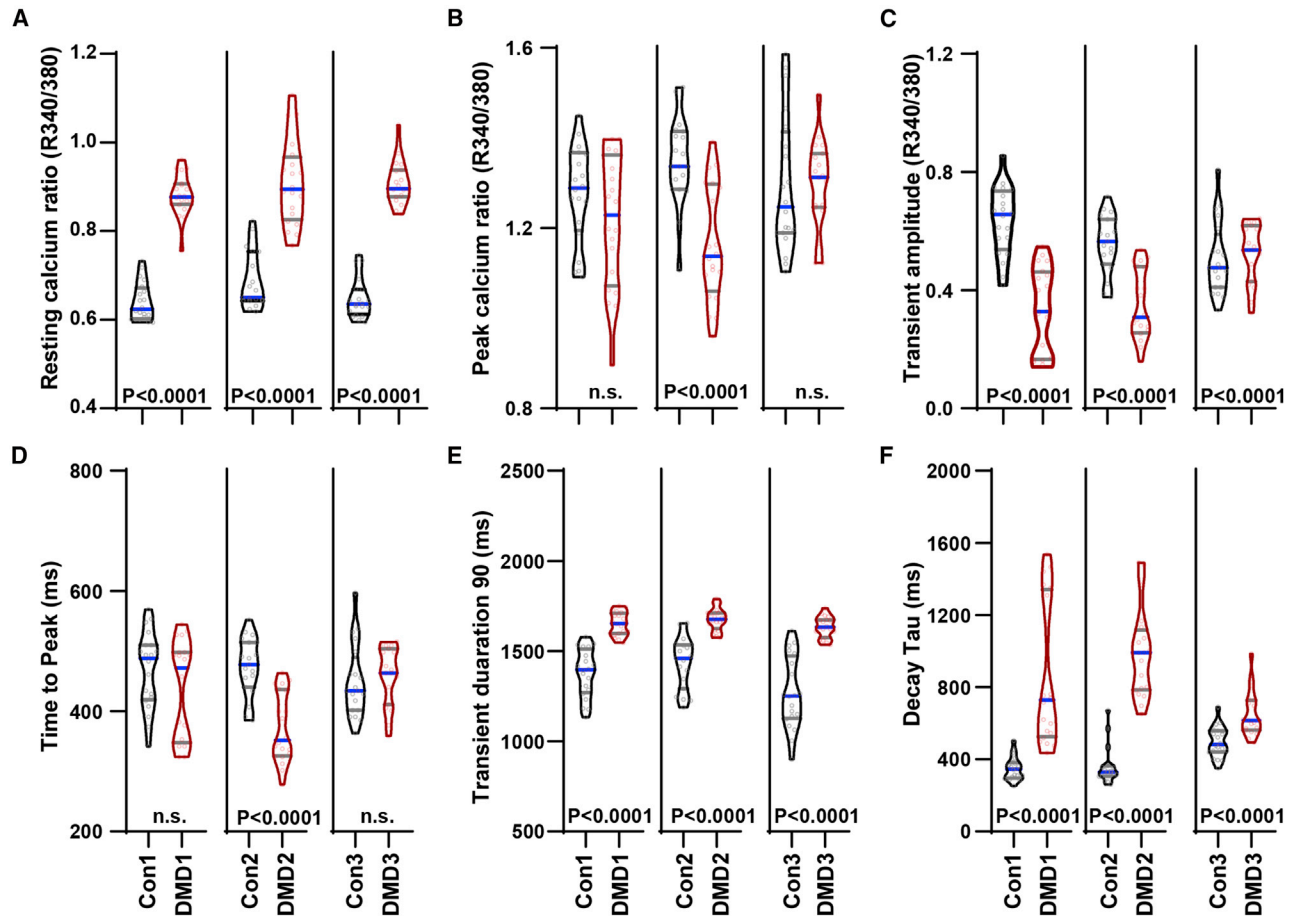 A
Resting calcium ratio (R340/380)
1.2
1.0
0.8
0.6
0.4
P<0.0001
P<0.0001
P<0.0001
B
Peak calcium ratio (R340/380)
1.6
1.2
0.8
n.s.
P<0.0001
n.s.
C
Transient amplitude (R340/380)
1.2
0.8
0.4
0.0
P<0.0001
P<0.0001
P<0.0001
D
Time to Peak (ms)
800
600
400
200
n.s.
P<0.0001
n.s.
Con1
DMD1
Con2
DMD2
Con3
DMD3
E
Transient duaration 90 (ms)
2500
2000
1500
1000
500
P<0.0001
P<0.0001
P<0.0001
Con1
DMD1
Con2
DMD2
Con3
DMD3
F
Decay Tau (ms)
2000
1600
1200
800
400
0
P<0.0001
P<0.0001
P<0.0001
Con1
DMD1
Con2
DMD2
Con3
DMD3